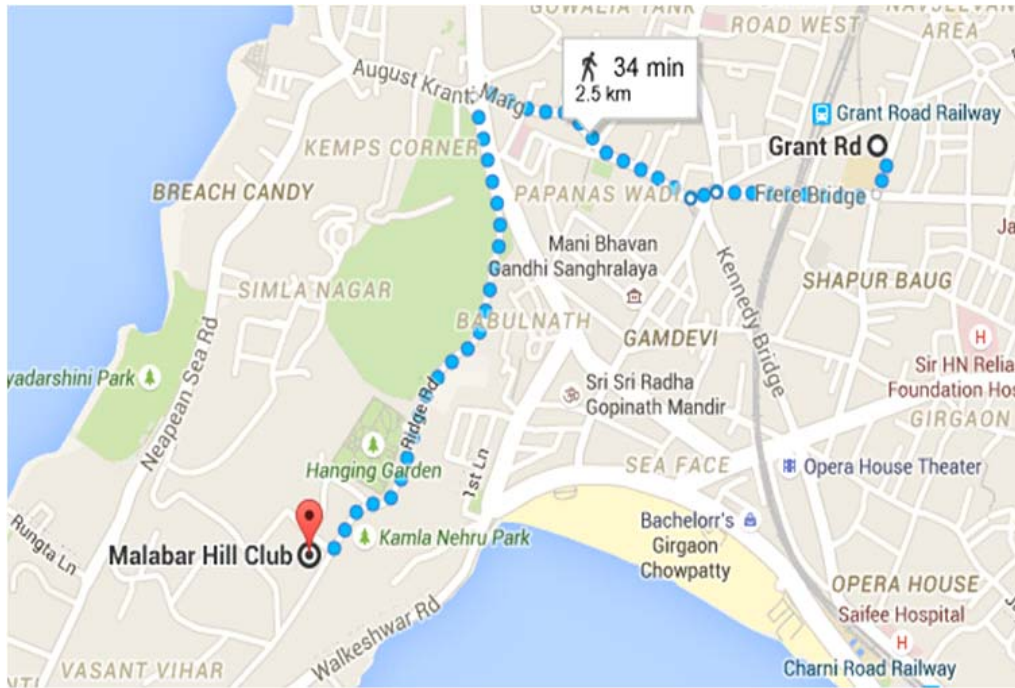 GOWALIA TANK
ROAD WEST
NAVJEEVAN
AREA
34 min
2.5 km
August Kranti Marg
Grant Road Railway
Grant Rd
KEMPS CORNER
BREACH CANDY
PAPANAS WADI
Frere Bridge
Mani Bhavan
Gandhi Sanghralaya
SHAPUR BAUG
SIMLA NAGAR
BABULNATH
GAMDEVI
Kennedy Bridge
H
Sir HN Relia
Foundation Hos
yadarshini Park
Neapean Sea Rd
Ridge Rd
Sri Sri Radha
Gopinath Mandir
GIRGAON
Hanging Garden
1st Ln
SEA FACE
Opera House Theater
Rungta Ln
Kamla Nehru Park
Malabar Hill Club
Bachelorr's
Girgaon
Chowpatty
OPERA HOUSE
Saifee Hospital
H
Walkeshwar Rd
VASANT VIHAR
Charni Road Railway